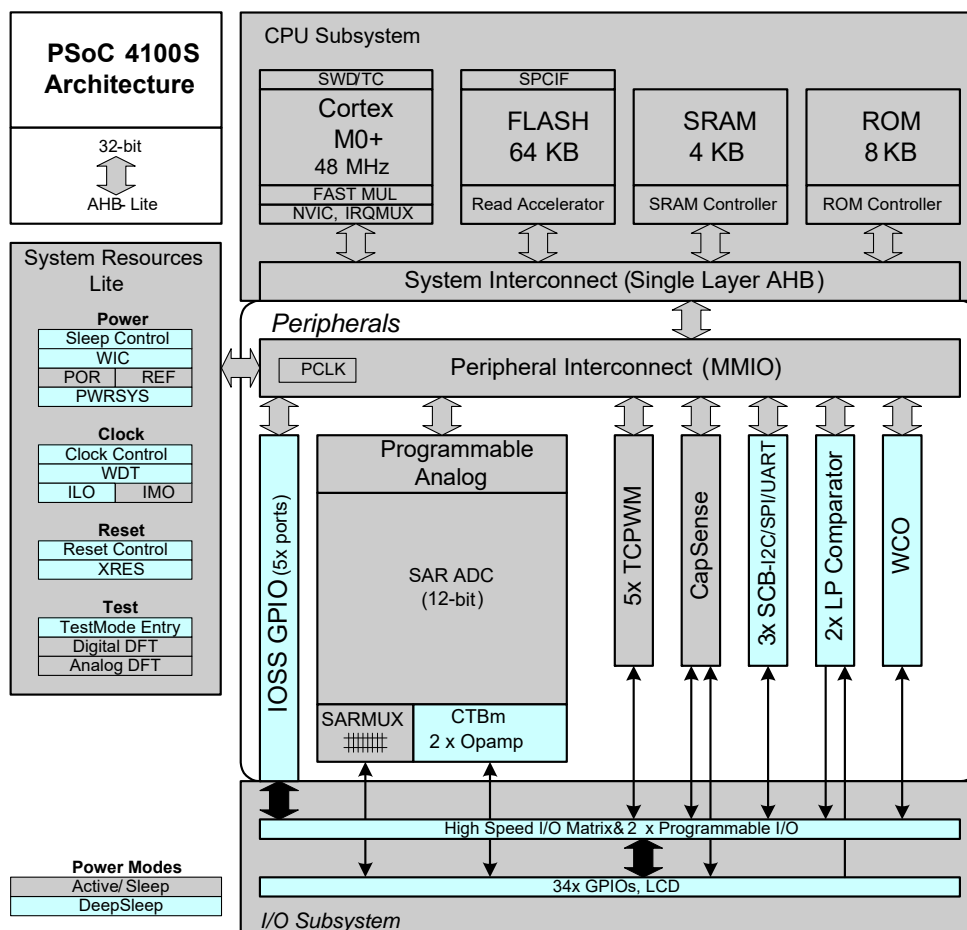 PSoC 4100S
Architecture
32-bit
AHB- Lite
CPU Subsystem
SWD/TC
Cortex
M0+
48 MHz
FAST MUL
NVIC, IRQMUX
SPCIF
FLASH
64 KB
Read Accelerator
SRAM
4 KB
SRAM Controller
ROM
8 KB
ROM Controller
System Interconnect (Single Layer AHB)
System Resources
Lite
Power
Sleep Control
WIC
POR REF
PWRSYS
Clock
Clock Control
WDT
ILO IMO
Reset
Reset Control
XRES
Test
TestMode Entry
Digital DFT
Analog DFT
Peripherals
PCLK
Peripheral Interconnect (MMIO)
IOSS GPIO (5x ports)
Programmable
Analog
SAR ADC
(12-bit)
SARMUX
CTBm
2 x Opamp
5x TCPWM
CapSense
3x SCB-I2C/SPI/UART
2x LP Comparator
WCO
High Speed I/O Matrix& 2 x Programmable I/O
34x GPIOs, LCD
I/O Subsystem
Power Modes
Active/ Sleep
DeepSleep